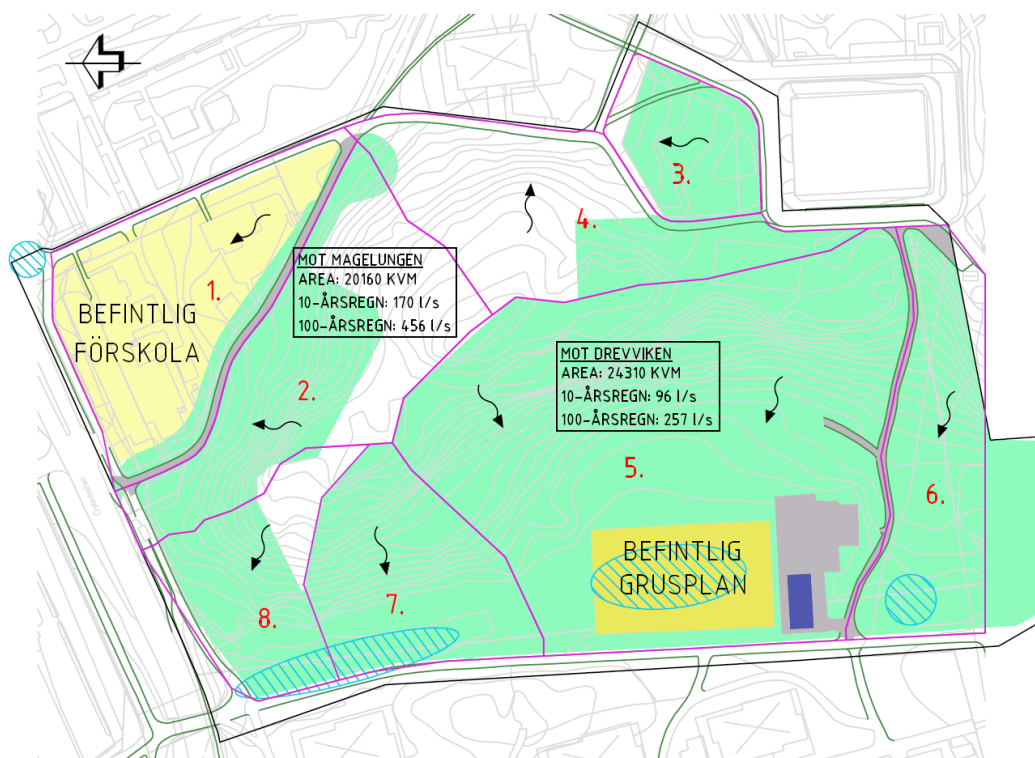 3.
4.
MOT MAGELUNGEN
AREA: 20160 KVM
10-ÅRSREGN: 170 l/s
100-ÅRSREGN: 456 l/s
1.
BEFINTLIG
FÖRSKOLA
MOT DREVVIKEN
AREA: 24310 KVM
10-ÅRSREGN: 96 l/s
100-ÅRSREGN: 257 l/s
2.
5.
6.
BEFINTLIG
GRUSPLAN
7.
8.